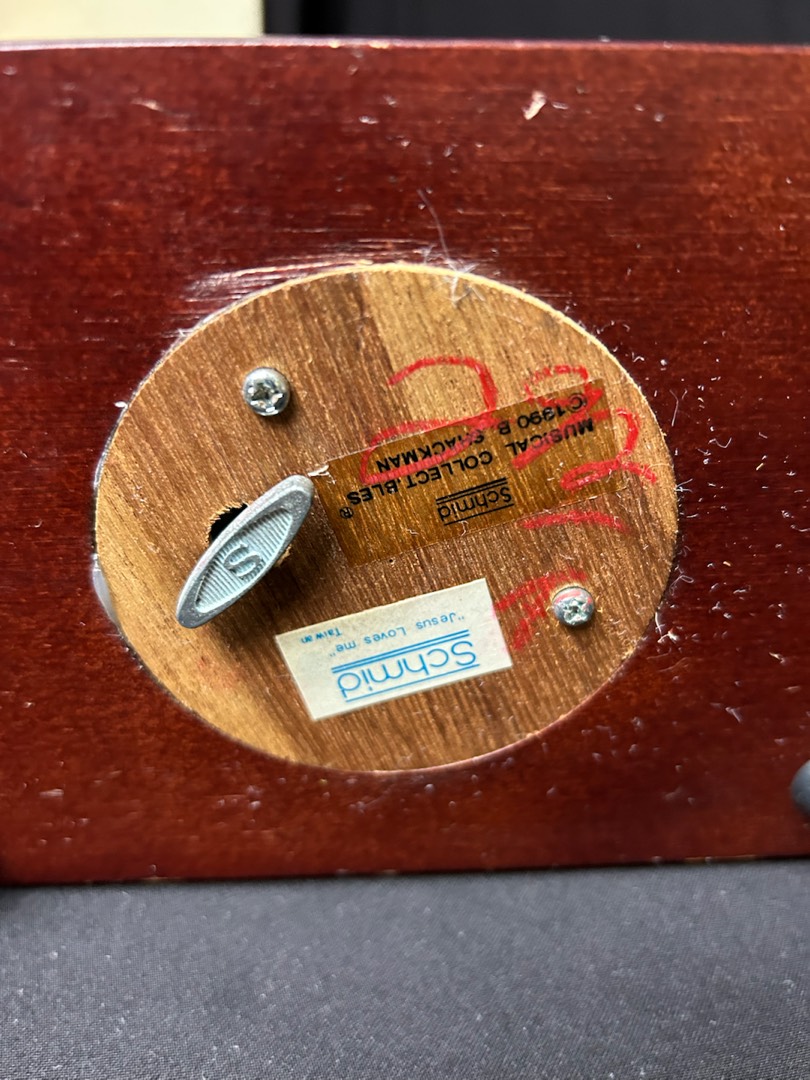 Schmid
MUSICAL COLLECTIBLES®
©1990 B. SHACKMAN
Schmid
"Jesus Loves me"
Taiwan
S